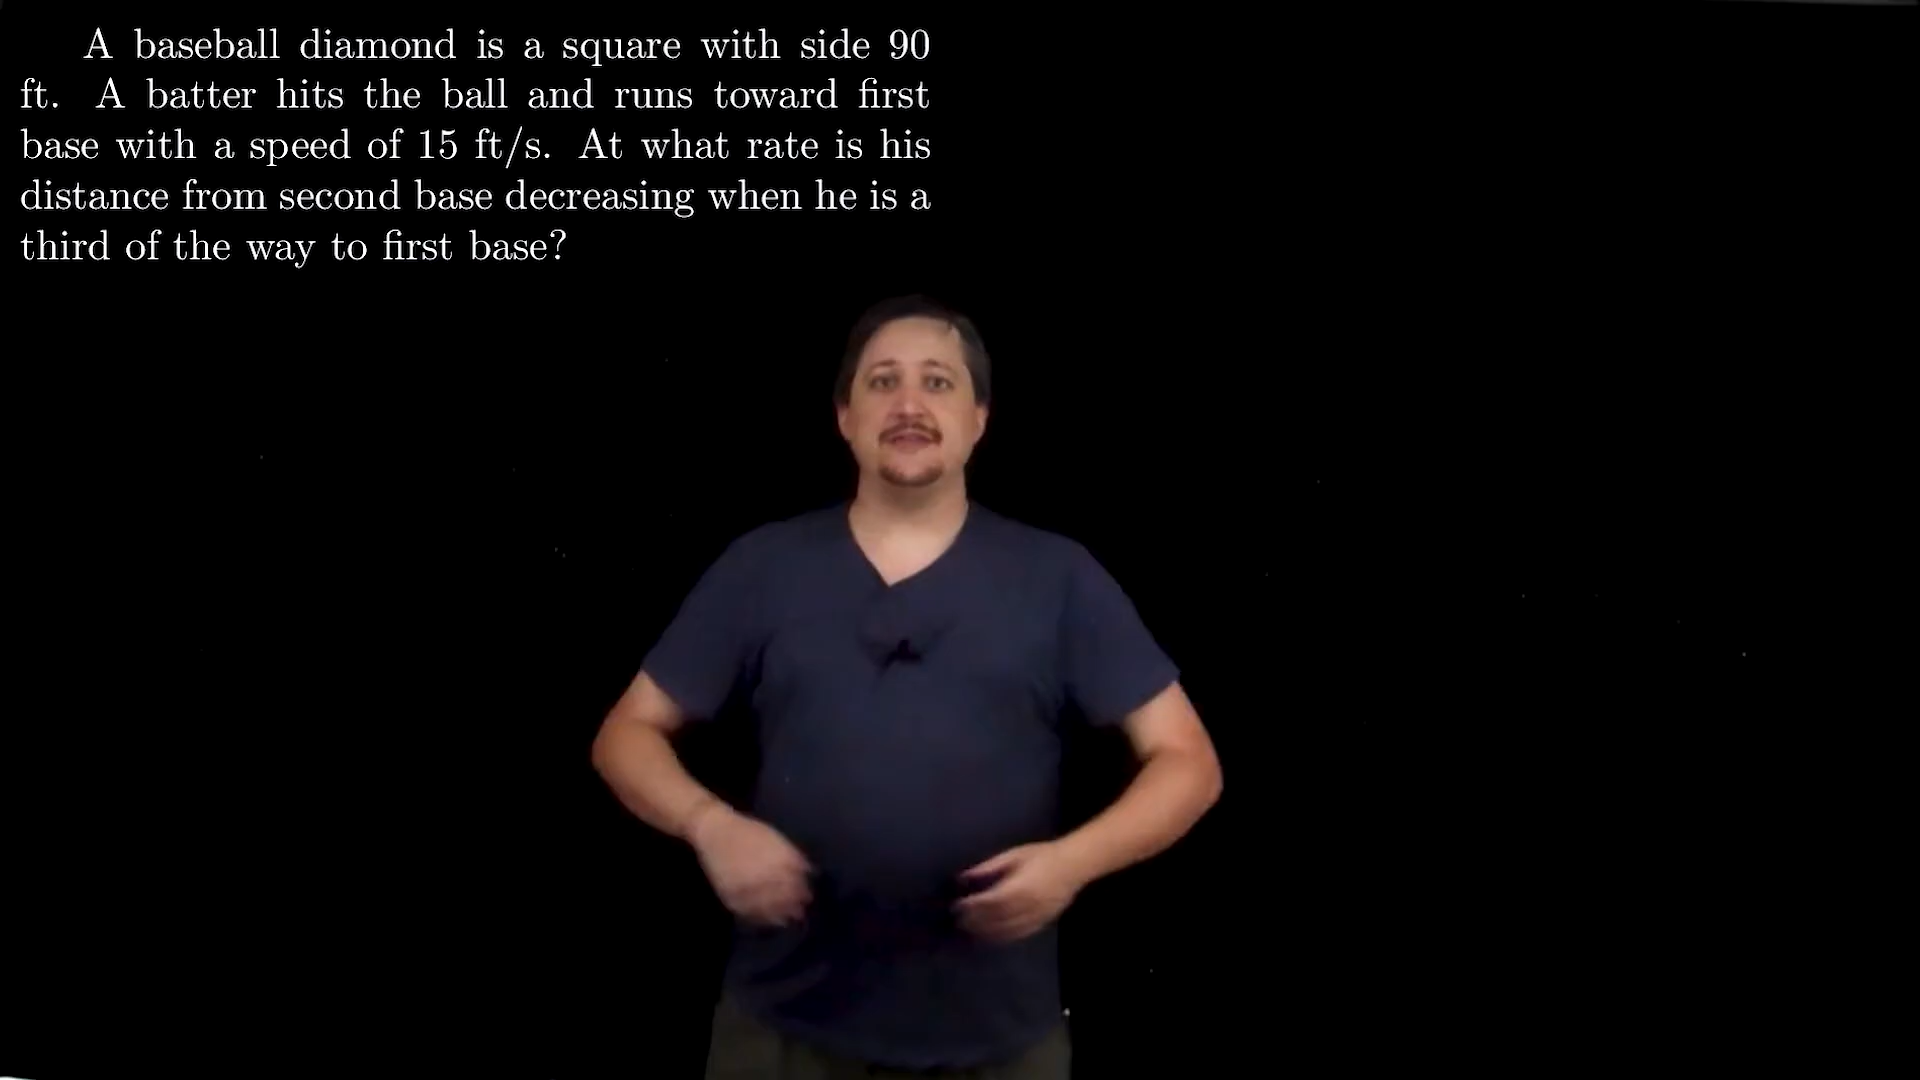 A baseball diamond is a square with side 90
ft. A batter hits the ball and runs toward first
base with a speed of 15 ft/s. At what rate is his
distance from second base decreasing when he is a
third of the way to first base?